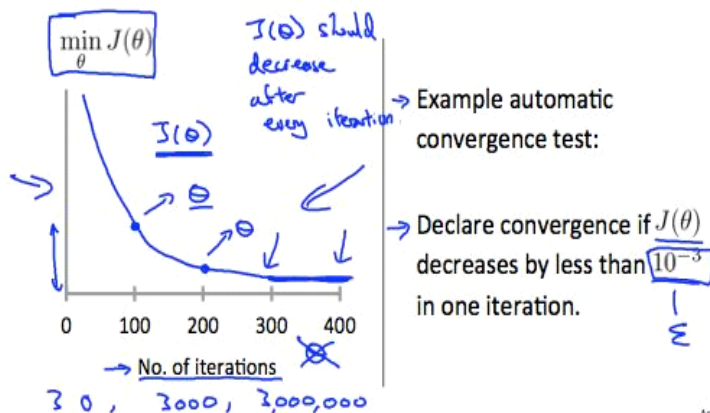 min J(θ)
θ
J(θ) should
decrease
after
every iteration.
J(θ)
θ
θ
0 100 200 300 400
→ No. of iterations
30, 3000, 3,000,000
→ Example automatic
convergence test:
→ Declare convergence if J(θ)
decreases by less than 10⁻³
in one iteration.
ε